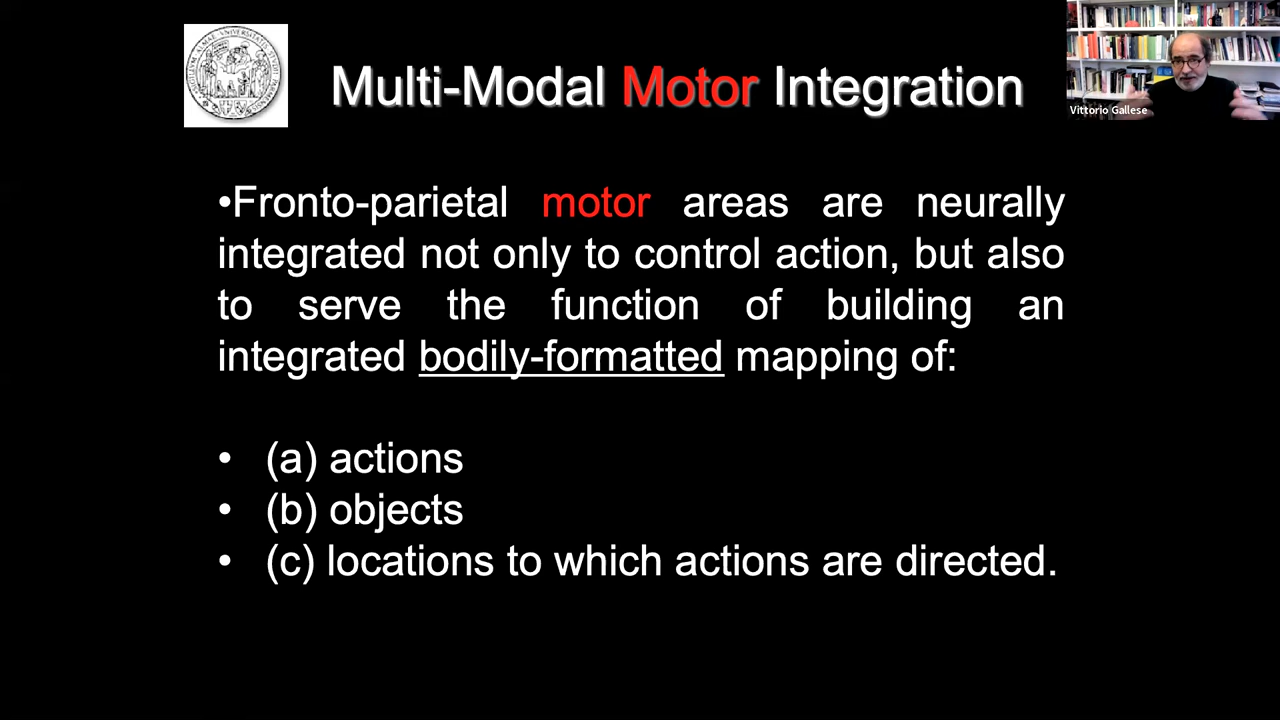 Multi-Modal Motor Integration
Vittorio Gallese
•Fronto-parietal motor areas are neurally
integrated not only to control action, but also
to serve the function of building an
integrated bodily-formatted mapping of:
• (a) actions
• (b) objects
• (c) locations to which actions are directed.